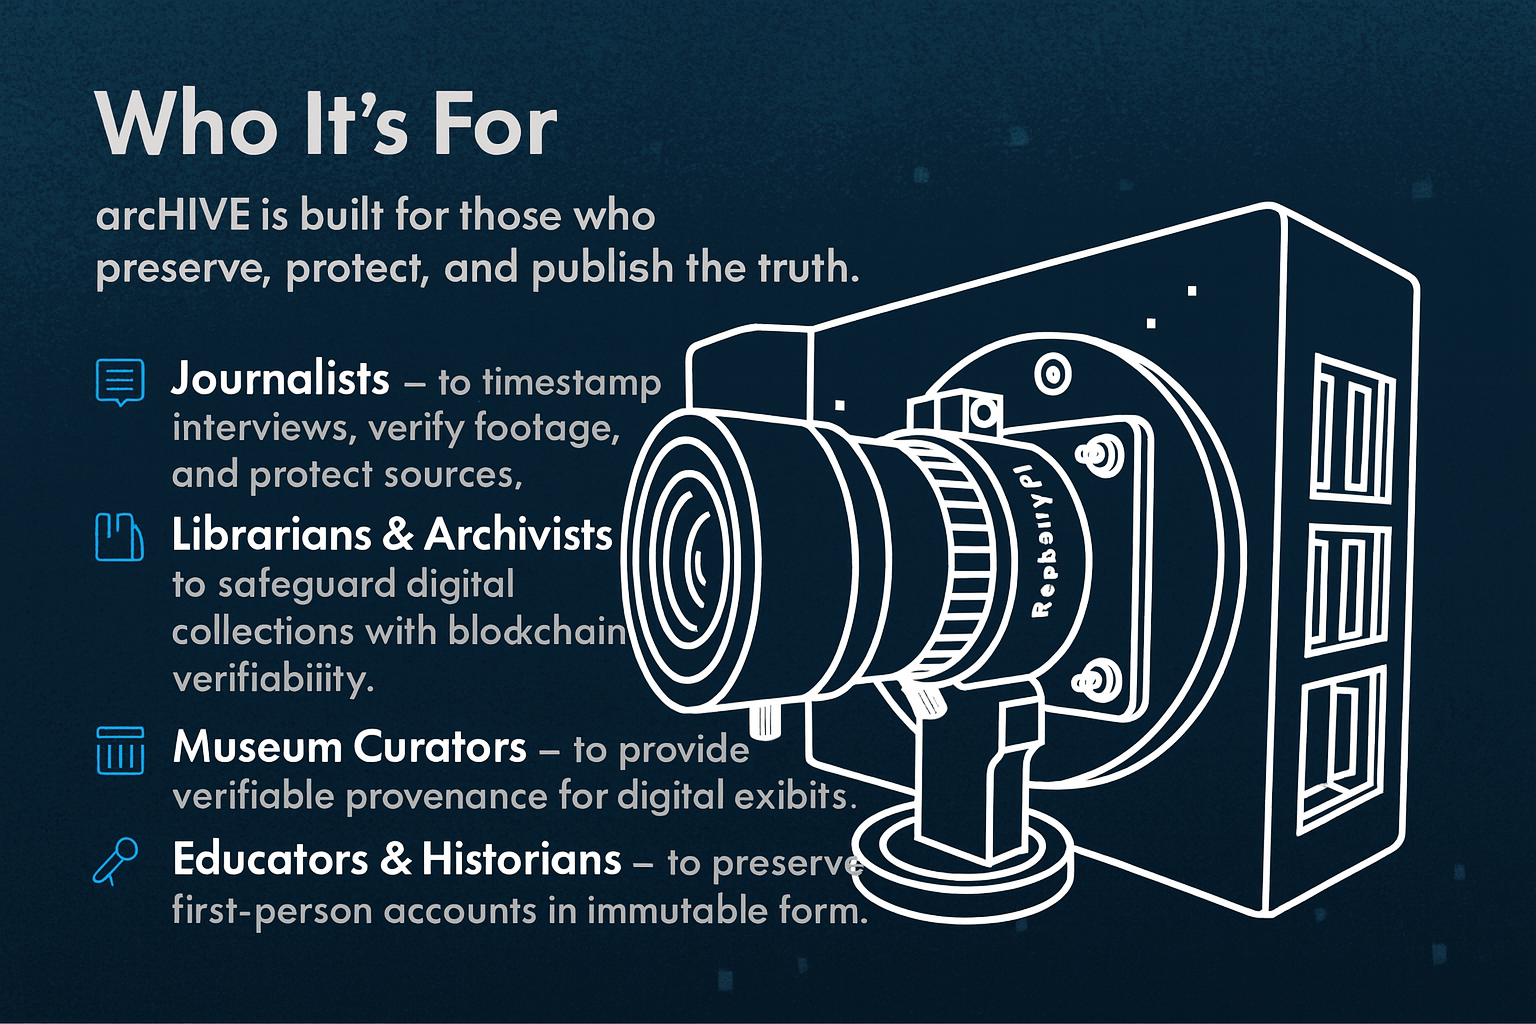 Who It's For
arcHIVE is built for those who
preserve, protect, and publish the truth.
Journalists – to timestamp
interviews, verify footage,
and protect sources,
Librarians & Archivists
to safeguard digital
collections with blockchain
verifiabiiity.
Museum Curators – to provide
verifiable provenance for digital exibits.
Educators & Historians – to preserve
first-person accounts in immutable form.